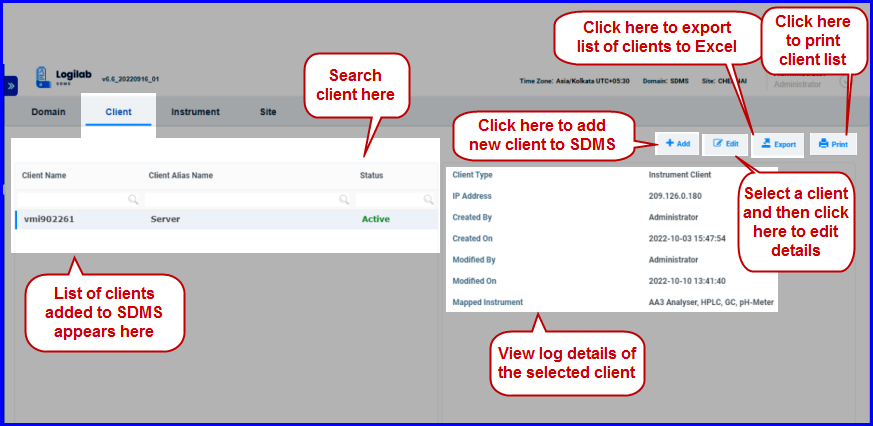 Click here to export
list of clients to Excel
Click here
to print
client list
Logilab
SDMS
v6.6_20220916_01
Search
client here
Time Zone: Asia/Kolkata UTC+05:30 Domain: SDMS Site:
Administrator
Domain Client Instrument Site
Click here to add
new client to SDMS
Add Edit Export Print
Client Name Client Alias Name Status
vmi902261 Server Active
Client Type Instrument Client
IP Address 209.126.0.180
Created By Administrator
Created On 2022-10-03 15:47:54
Modified By Administrator
Modified On 2022-10-10 13:41:40
Mapped Instrument AA3 Analyser, HPLC, GC, pH-Meter
Select a client
and then click
here to edit
details
List of clients
added to SDMS
appears here
View log details of
the selected client